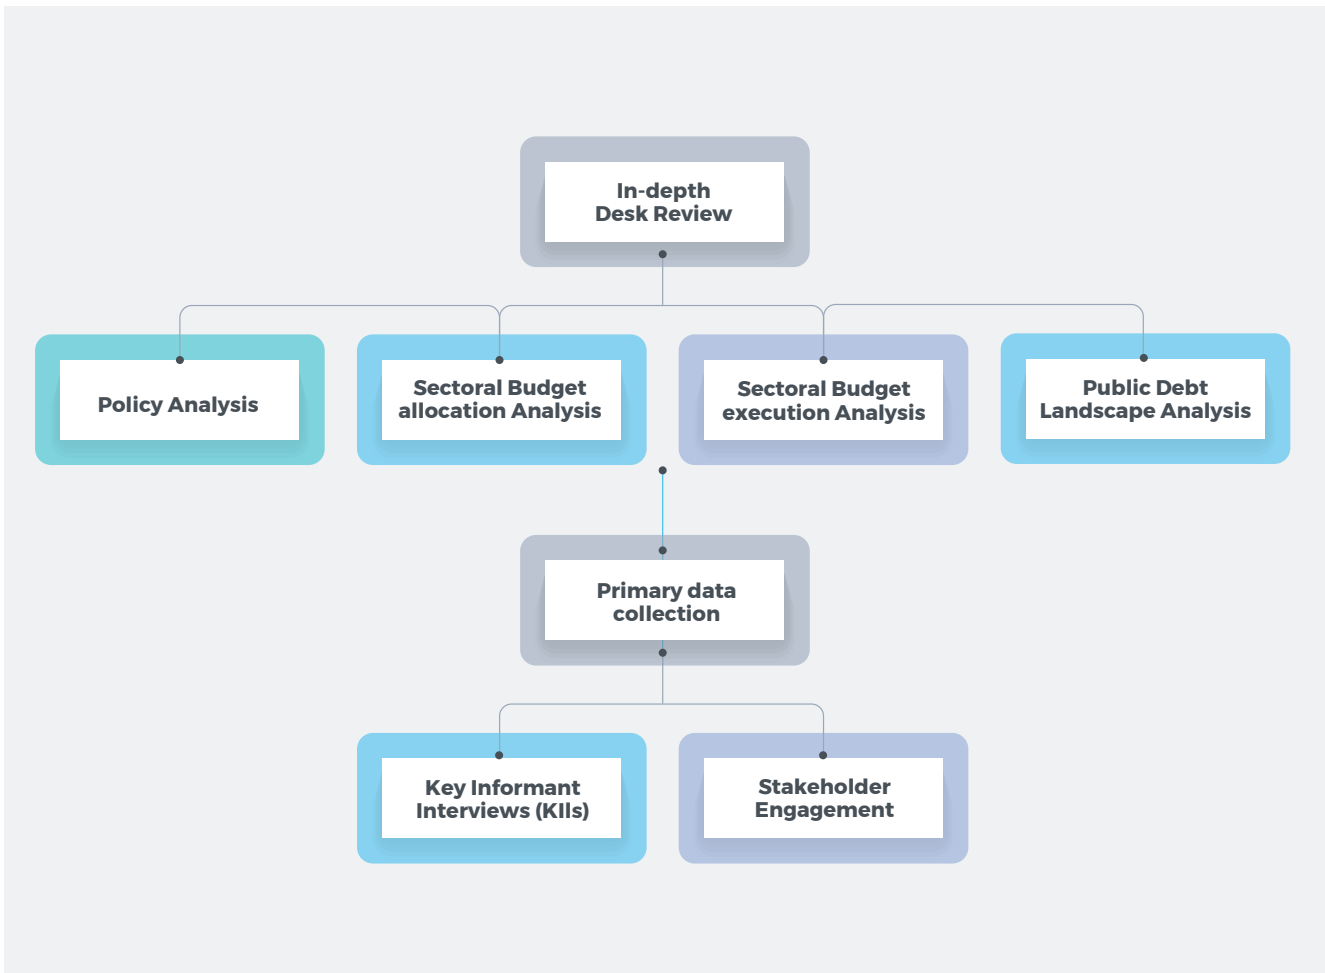 In-depth
Desk Review
Policy Analysis
Sectoral Budget
allocation Analysis
Sectoral Budget
execution Analysis
Public Debt
Landscape Analysis
Primary data
collection
Key Informant
Interviews (KIIs)
Stakeholder
Engagement